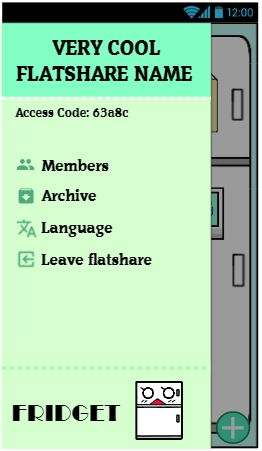 12:00
VERY COOL
FLATSHARE NAME
Access Code: 63a8c
Members
Archive
Language
Leave flatshare
FRIDGET